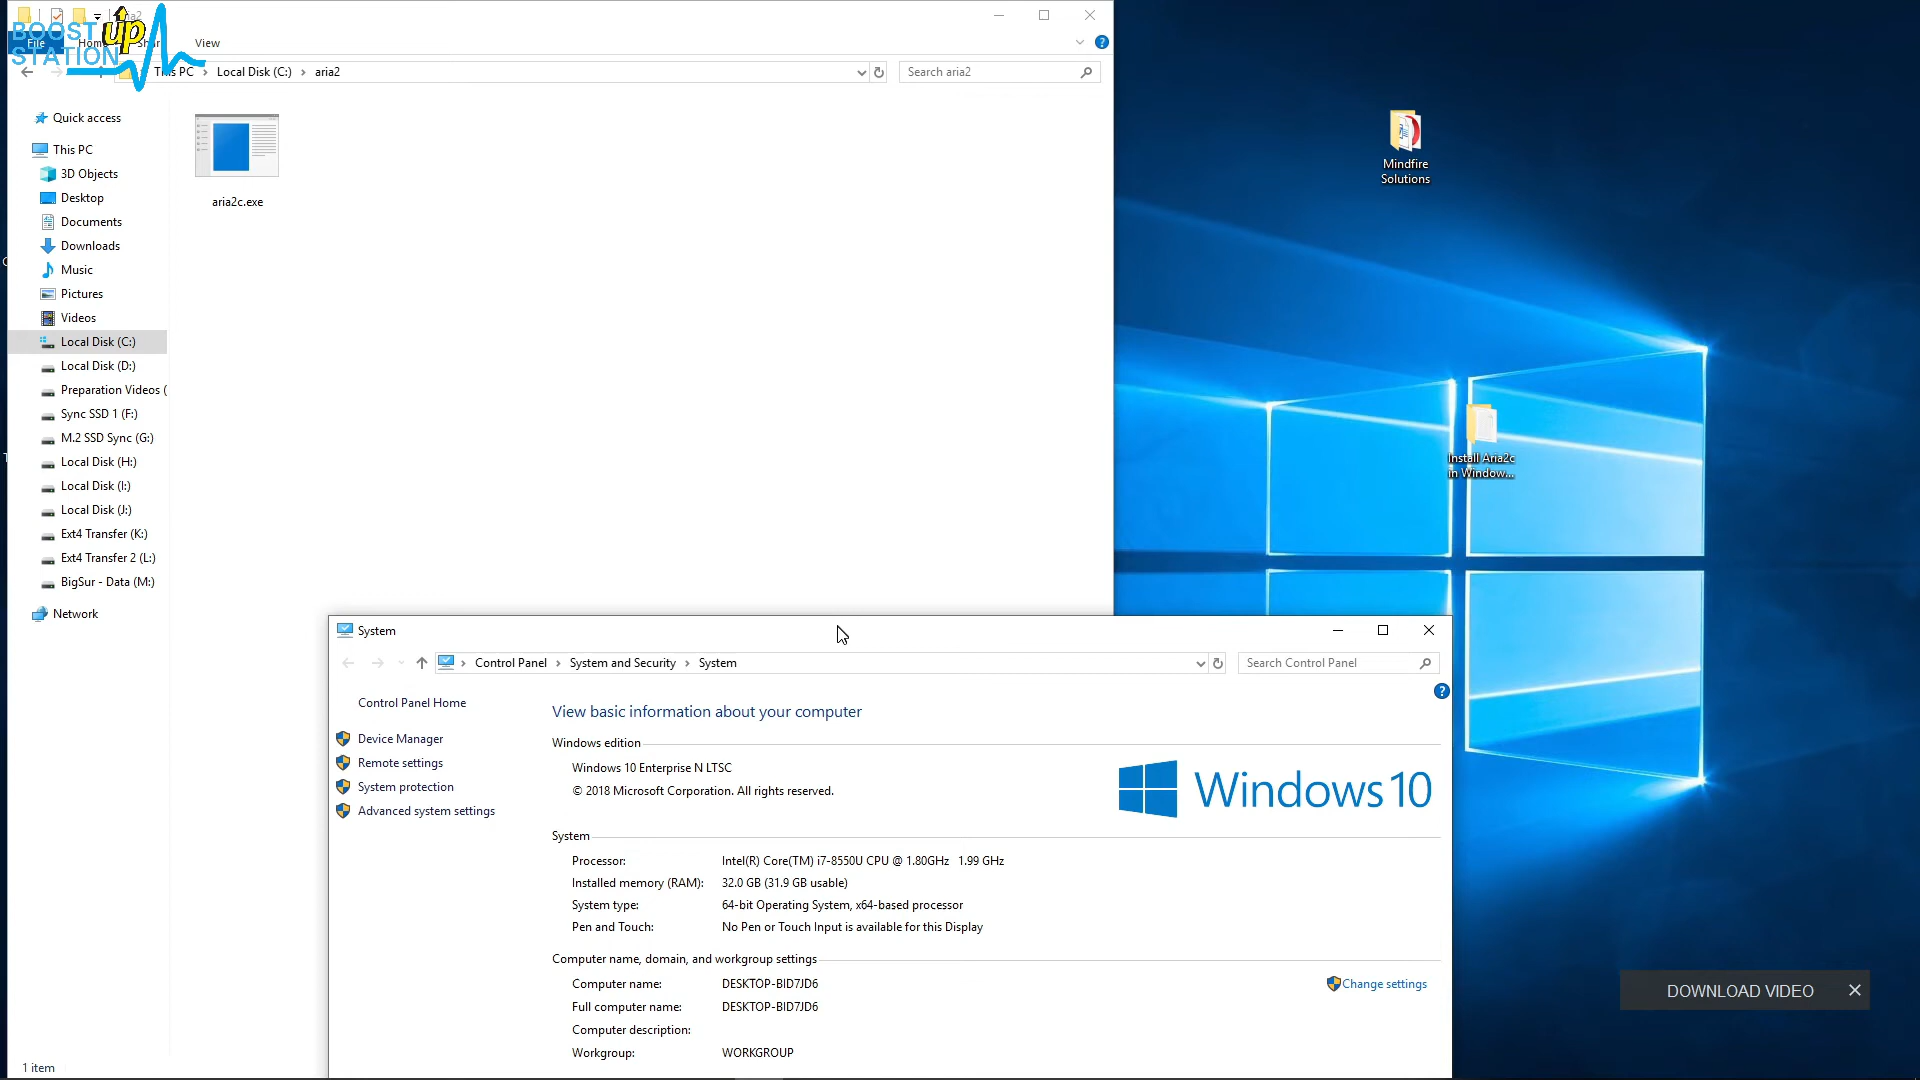 BOOST up
STATION
aria2
File Home Share View
This PC Local Disk (C:) aria2
Search aria2
Quick access
This PC
3D Objects
Desktop
Documents
Downloads
Music
Pictures
Videos
Local Disk (C:)
Local Disk (D:)
Preparation Videos (
Sync SSD 1 (F:)
M.2 SSD Sync (G:)
Local Disk (H:)
Local Disk (I:)
Local Disk (J:)
Ext4 Transfer (K:)
Ext4 Transfer 2 (L:)
BigSur - Data (M:)
Network
1 item
aria2c.exe
Mindfire
Solutions
Install Aria2c
in Window...
System
Control Panel System and Security System
Search Control Panel
Control Panel Home
Device Manager
Remote settings
System protection
Advanced system settings
View basic information about your computer
Windows edition
Windows 10 Enterprise N LTSC
© 2018 Microsoft Corporation. All rights reserved.
Windows 10
System
Processor: Intel(R) Core(TM) i7-8550U CPU @ 1.80GHz 1.99 GHz
Installed memory (RAM): 32.0 GB (31.9 GB usable)
System type: 64-bit Operating System, x64-based processor
Pen and Touch: No Pen or Touch Input is available for this Display
Computer name, domain, and workgroup settings
Computer name: DESKTOP-BID7JD6
Change settings
Full computer name: DESKTOP-BID7JD6
Computer description:
Workgroup: WORKGROUP
DOWNLOAD VIDEO